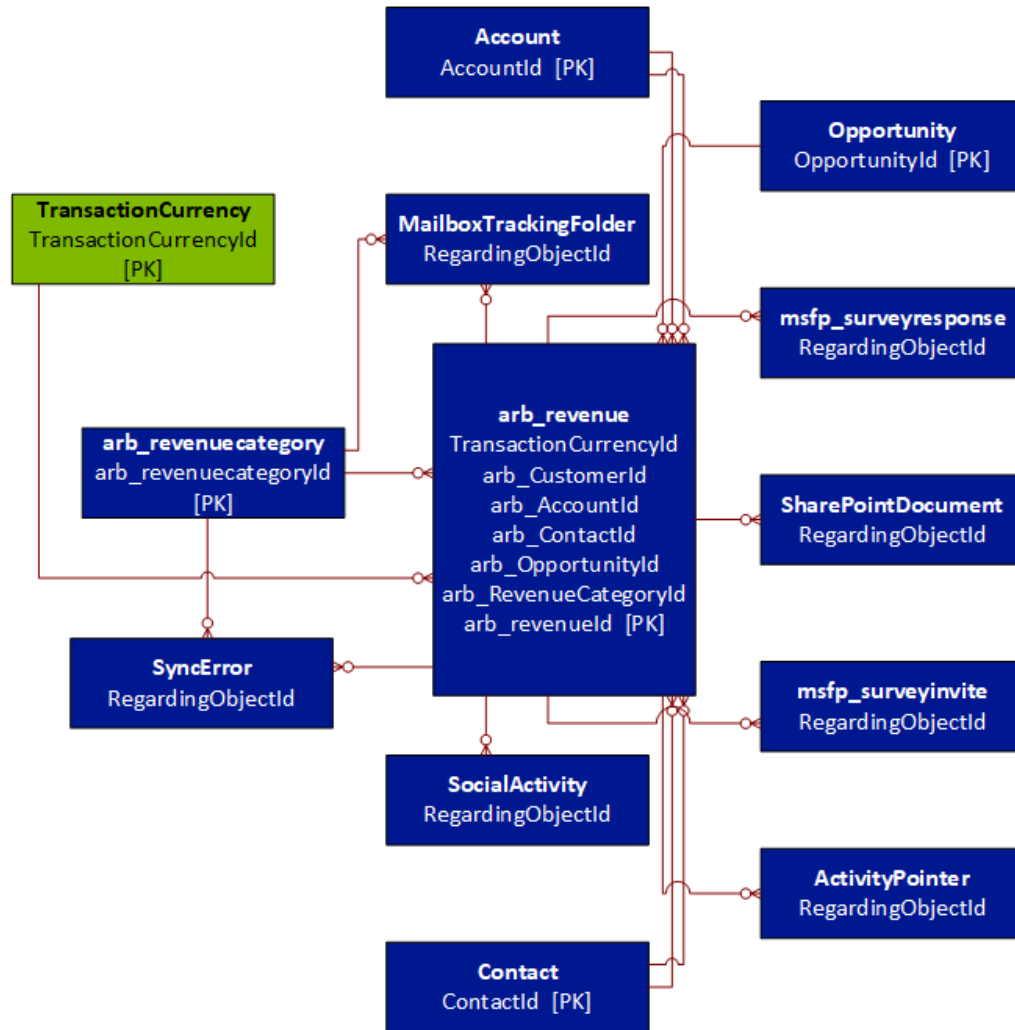 Account
AccountId [PK]
Opportunity
OpportunityId [PK]
TransactionCurrency
TransactionCurrencyId
[PK]
MailboxTrackingFolder
RegardingObjectId
msfp_surveyresponse
RegardingObjectId
arb_revenue
TransactionCurrencyId
arb_CustomerId
arb_AccountId
arb_ContactId
arb_OpportunityId
arb_RevenueCategoryId
arb_revenueId [PK]
arb_revenuecategory
arb_revenuecategoryId
[PK]
SharePointDocument
RegardingObjectId
SyncError
RegardingObjectId
msfp_surveyinvite
RegardingObjectId
SocialActivity
RegardingObjectId
ActivityPointer
RegardingObjectId
Contact
ContactId [PK]